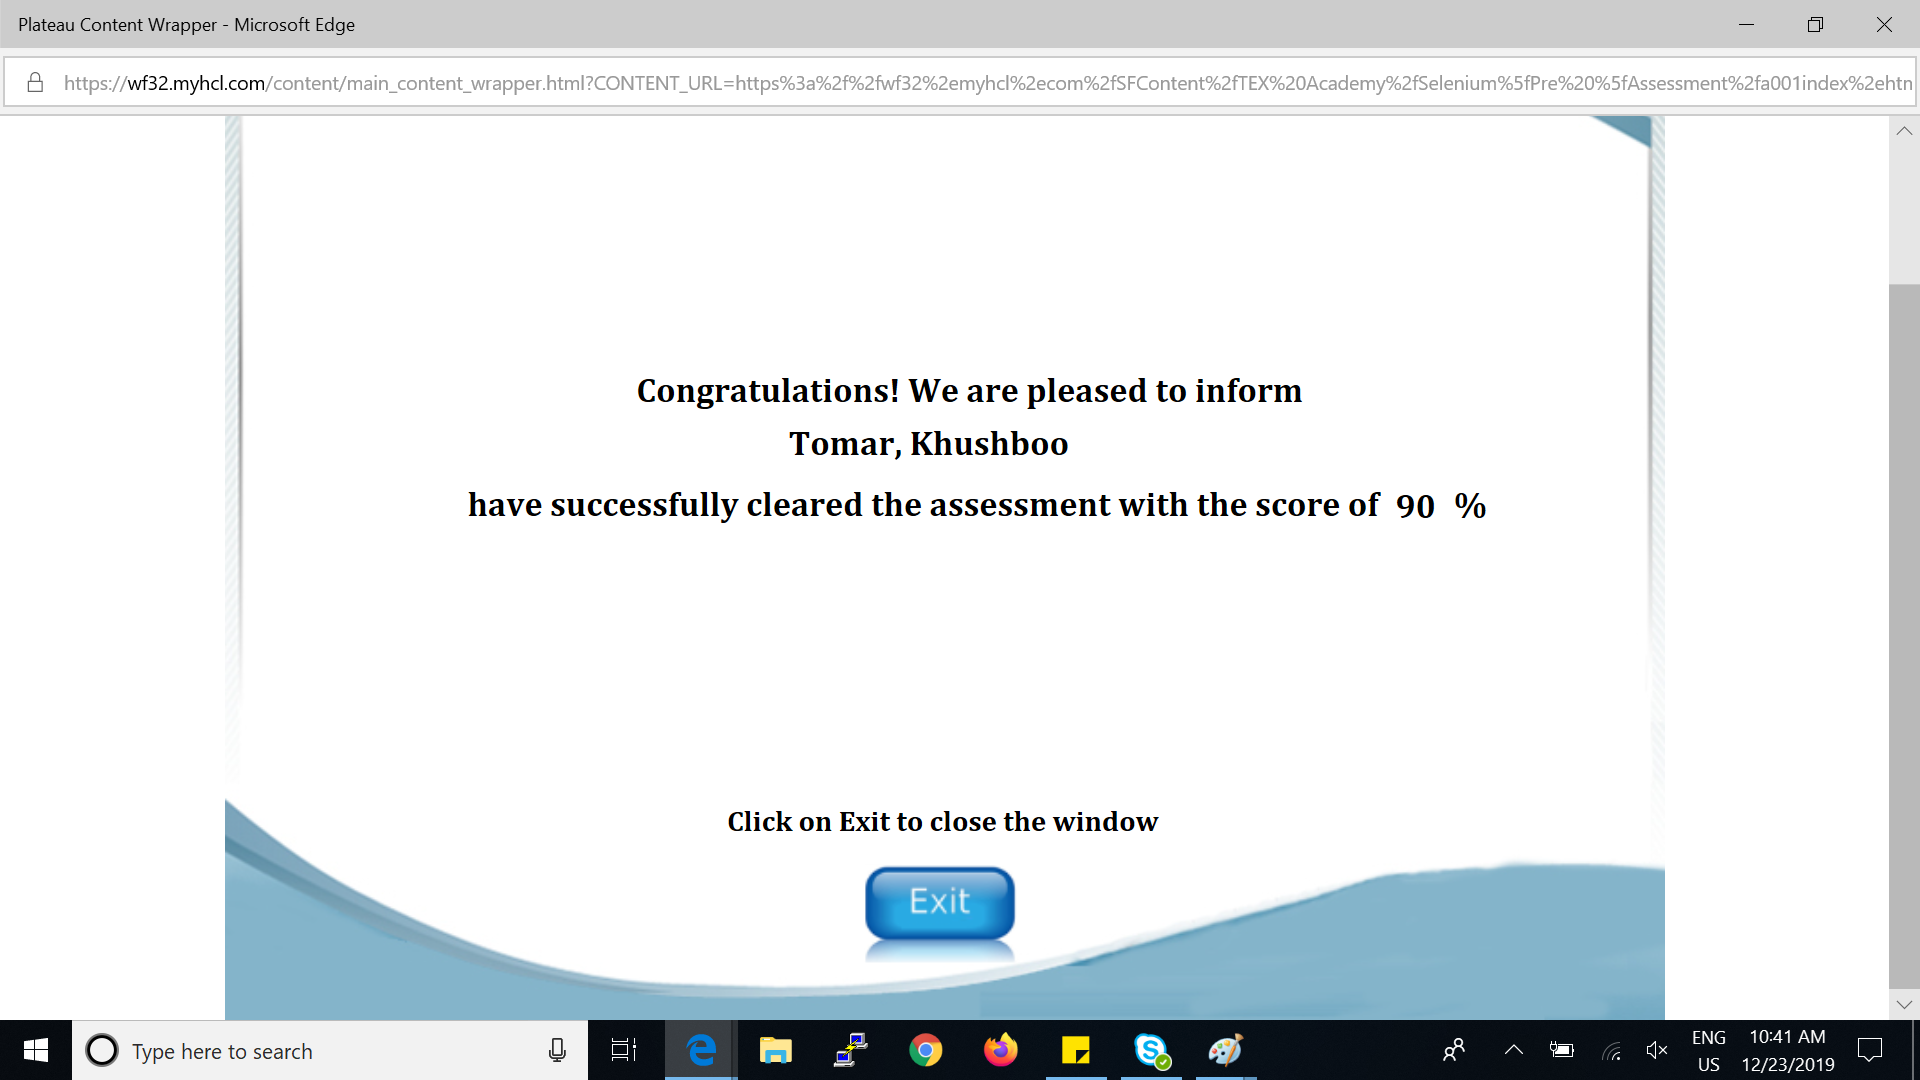 Plateau Content Wrapper - Microsoft Edge
https://wf32.myhcl.com/content/main_content_wrapper.html?CONTENT_URL=https%3a%2f%2fwf32%2emyhcl%2ecom%2fSFContent%2fTEX%20Academy%2fSelenium%5fPre%20%5fAssessment%2fa001index%2ehtn
Congratulations! We are pleased to inform
Tomar, Khushboo
have successfully cleared the assessment with the score of 90 %
Click on Exit to close the window
Exit
Type here to search
ENG
US
10:41 AM
12/23/2019